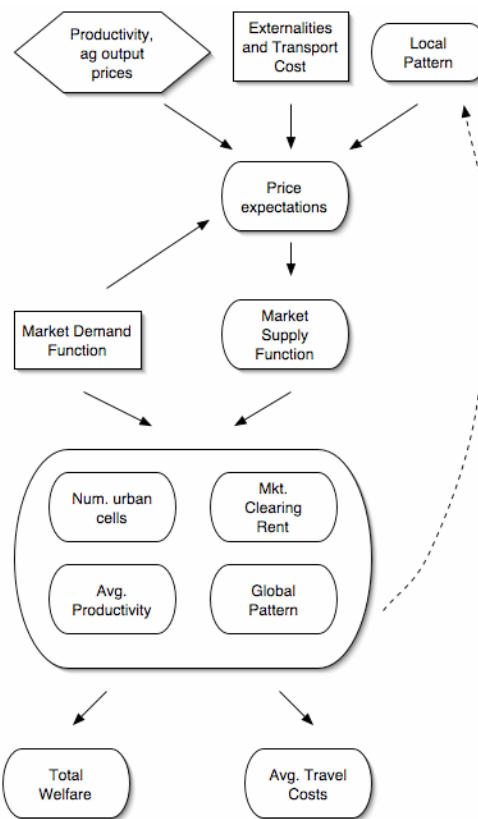 Productivity,
ag output
prices
Externalities
and Transport
Cost
Local
Pattern
Price
expectations
Market Demand
Function
Market
Supply
Function
Num. urban
cells
Mkt.
Clearing
Rent
Avg.
Productivity
Global
Pattern
Total
Welfare
Avg. Travel
Costs